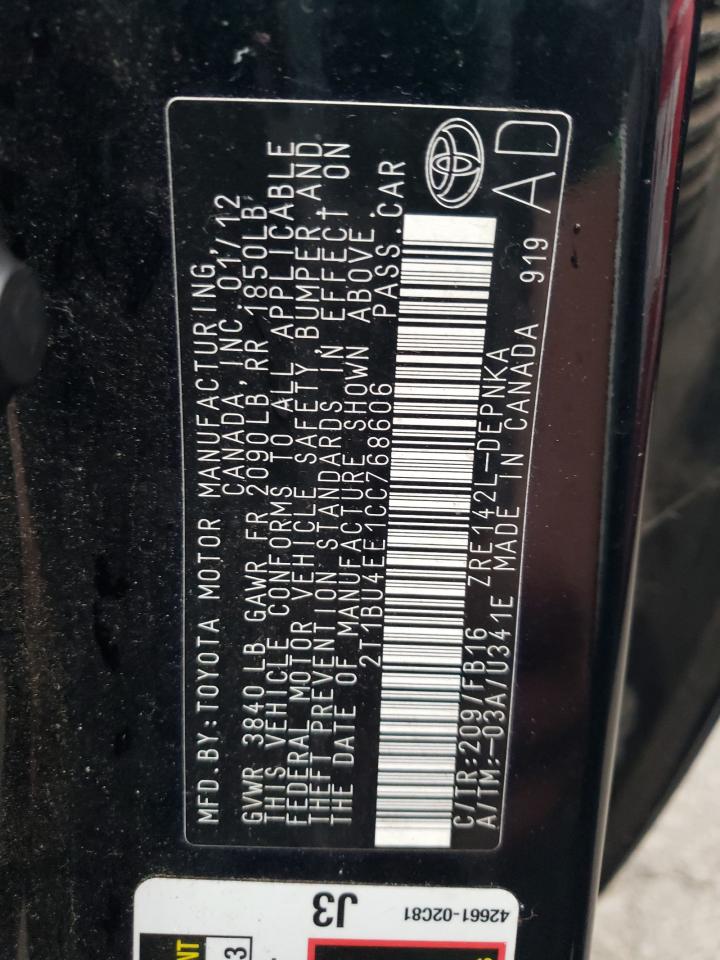 MFD. BY: TOYOTA MOTOR MANUFACTURING,
CANADA, INC 01/12
GVWR 3840 LB GAWR FR 2090LB, RR 1850LB
THIS VEHICLE CONFORMS TO ALL APPLICABLE
FEDERAL MOTOR VEHICLE SAFETY, BUMPER AND
THEFT PREVENTION STANDARDS IN EFFECT ON
THE DATE OF MANUFACTURE SHOWN ABOVE.
2T1BU4EE1CC768606 PASS. CAR
C/TR: 209/FB16 ZRE142L-DEPNKA
A/TM: -03A/U341E MADE IN CANADA 919
AD
J3
42661-02C81
NT
3